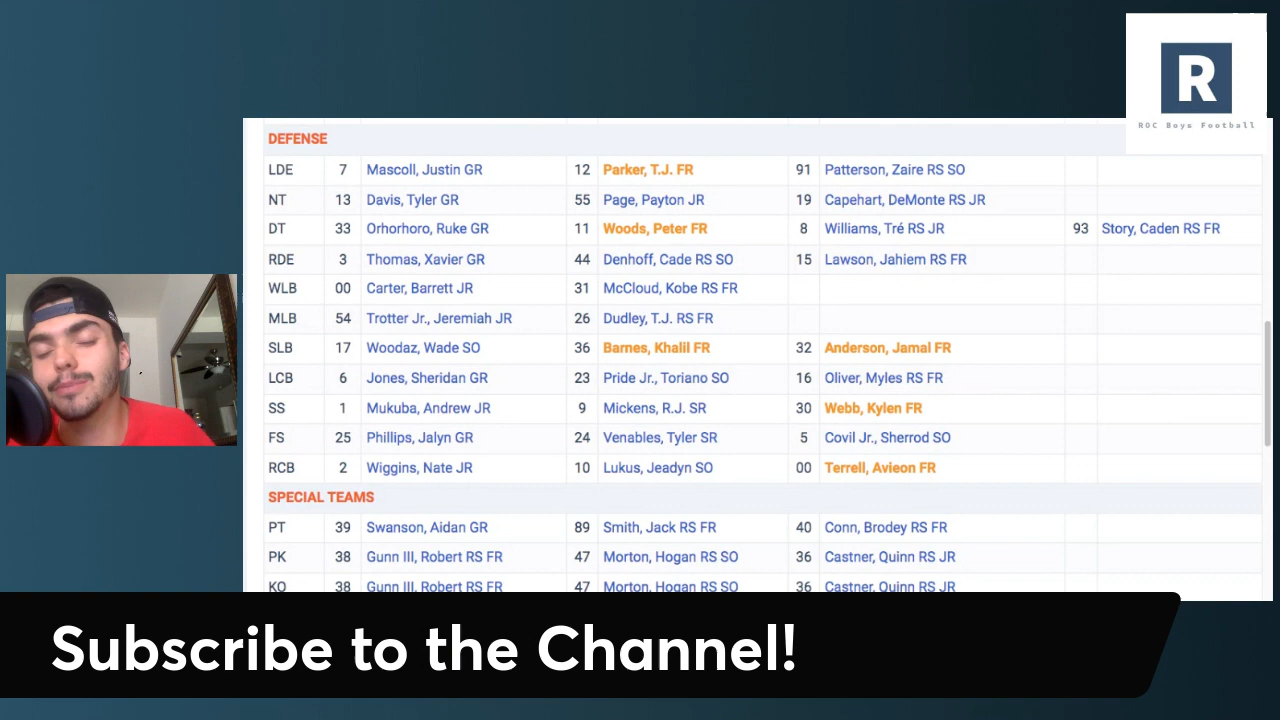 R
ROC Boys Football
DEFENSE
LDE 7 Mascoll, Justin GR 12 Parker, T.J. FR 91 Patterson, Zaire RS SO
NT 13 Davis, Tyler GR 55 Page, Payton JR 19 Capehart, DeMonte RS JR
DT 33 Orhorhoro, Ruke GR 11 Woods, Peter FR 8 Williams, Tré RS JR 93 Story, Caden RS FR
RDE 3 Thomas, Xavier GR 44 Denhoff, Cade RS SO 15 Lawson, Jahiem RS FR
WLB 00 Carter, Barrett JR 31 McCloud, Kobe RS FR
MLB 54 Trotter Jr., Jeremiah JR 26 Dudley, T.J. RS FR
SLB 17 Woodaz, Wade SO 36 Barnes, Khalil FR 32 Anderson, Jamal FR
LCB 6 Jones, Sheridan GR 23 Pride Jr., Toriano SO 16 Oliver, Myles RS FR
SS 1 Mukuba, Andrew JR 9 Mickens, R.J. SR 30 Webb, Kylen FR
FS 25 Phillips, Jalyn GR 24 Venables, Tyler SR 5 Covil Jr., Sherrod SO
RCB 2 Wiggins, Nate JR 10 Lukus, Jeadyn SO 00 Terrell, Avieon FR
SPECIAL TEAMS
PT 39 Swanson, Aidan GR 89 Smith, Jack RS FR 40 Conn, Brodey RS FR
PK 38 Gunn III, Robert RS FR 47 Morton, Hogan RS SO 36 Castner, Quinn RS JR
KO 38 Gunn III, Robert RS FR 47 Morton, Hogan RS SO 36 Castner, Quinn RS JR
Subscribe to the Channel!